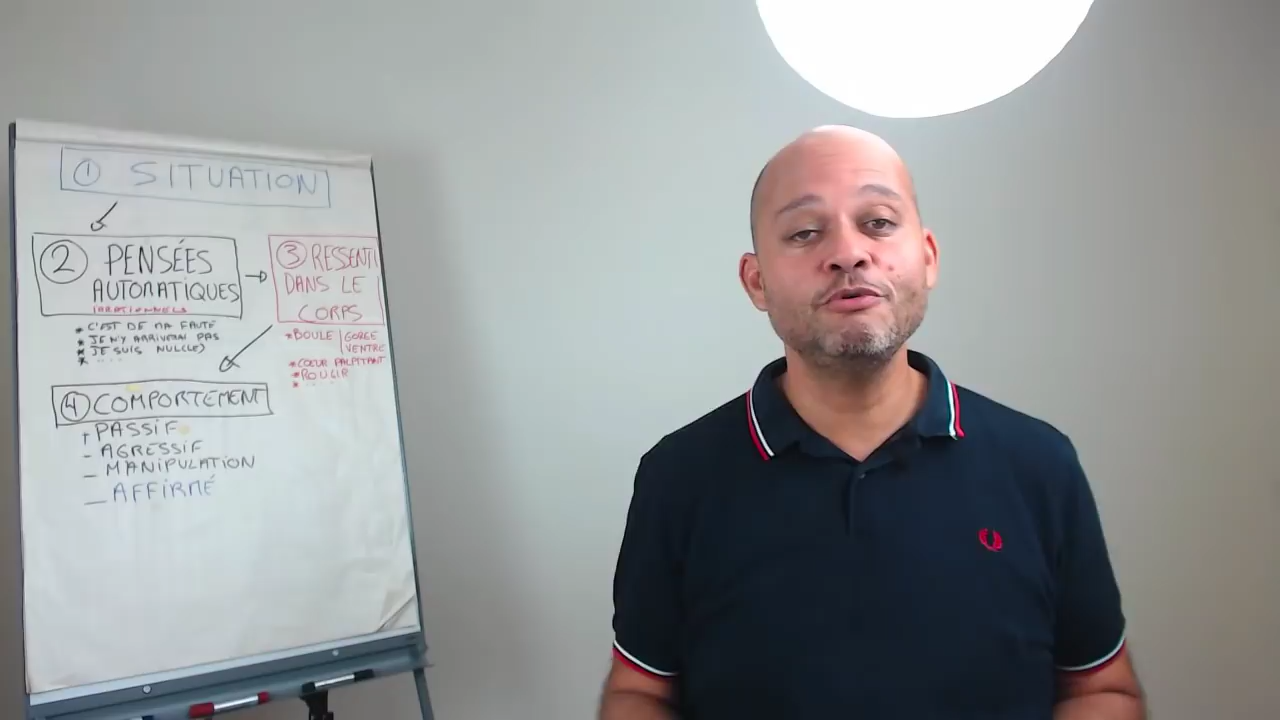 ① SITUATION
② PENSÉES
AUTOMATIQUES
IRRATIONNELS
* C'EST DE MA FAUTE
* JE N'Y ARRIVERAI PAS
* JE SUIS NUL(LE)
* ....
③ RESSENTI
DANS LE
CORPS
* BOULE | GORGE
VENTRE
* COEUR PALPITANT
* ROUGIR
* ....
④ COMPORTEMENT
+ PASSIF
- AGRESSIF
- MANIPULATION
- AFFIRMÉ